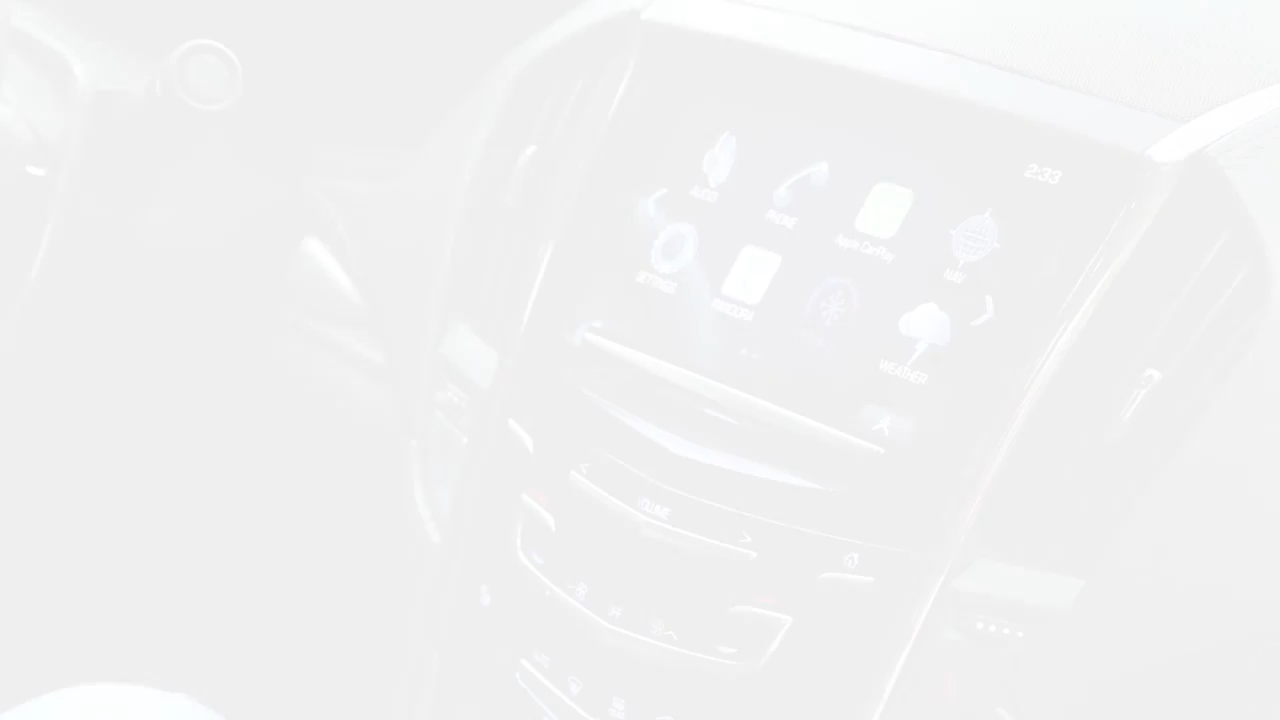 2:33
AUDIO
PHONE
Apple CarPlay
NAV
SETTINGS
PANDORA
WEATHER
VOLUME